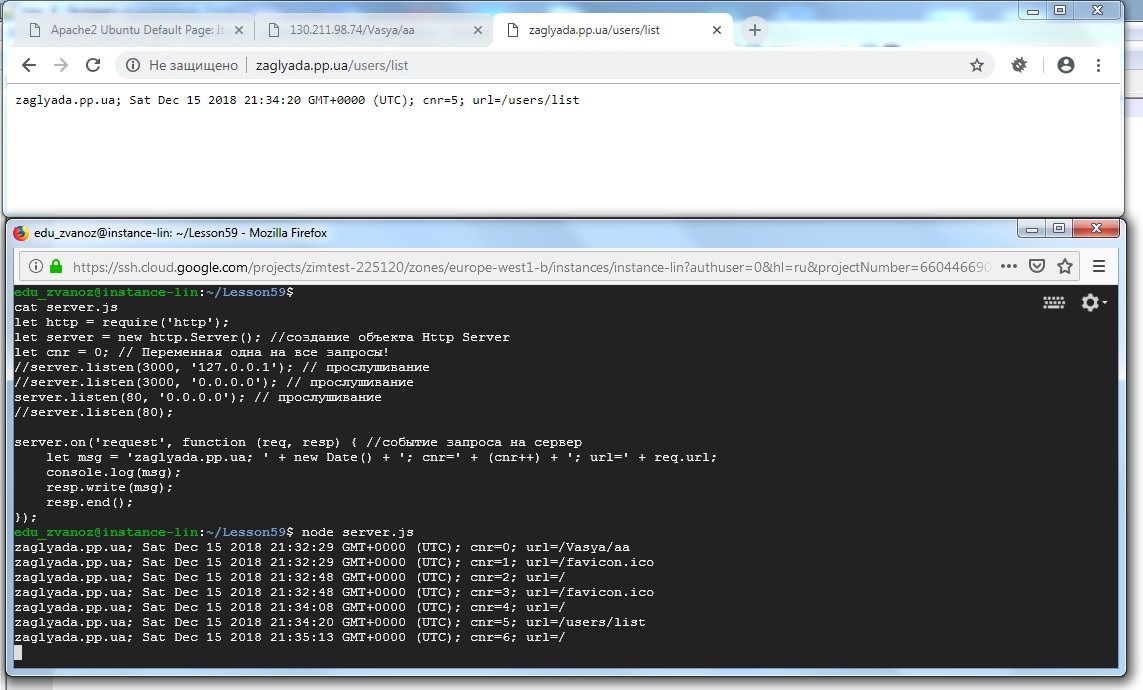 Apache2 Ubuntu Default Page: It
130.211.98.74/Vasya/aa
zaglyada.pp.ua/users/list
Не защищено
zaglyada.pp.ua/users/list
zaglyada.pp.ua; Sat Dec 15 2018 21:34:20 GMT+0000 (UTC); cnr=5; url=/users/list
edu_zvanoz@instance-lin: ~/Lesson59 - Mozilla Firefox
https://ssh.cloud.google.com/projects/zimtest-225120/zones/europe-west1-b/instances/instance-lin?authuser=0&hl=ru&projectNumber=660446690
edu_zvanoz@instance-lin:~/Lesson59$
cat server.js
let http = require('http');
let server = new http.Server(); //создание объекта Http Server
let cnr = 0; // Переменная одна на все запросы!
//server.listen(3000, '127.0.0.1'); // прослушивание
//server.listen(3000, '0.0.0.0'); // прослушивание
server.listen(80, '0.0.0.0'); // прослушивание
//server.listen(80);
server.on('request', function (req, resp) { //событие запроса на сервер
let msg = 'zaglyada.pp.ua; ' + new Date() + '; cnr=' + (cnr++) + '; url=' + req.url;
console.log(msg);
resp.write(msg);
resp.end();
});
edu_zvanoz@instance-lin:~/Lesson59$ node server.js
zaglyada.pp.ua; Sat Dec 15 2018 21:32:29 GMT+0000 (UTC); cnr=0; url=/Vasya/aa
zaglyada.pp.ua; Sat Dec 15 2018 21:32:29 GMT+0000 (UTC); cnr=1; url=/favicon.ico
zaglyada.pp.ua; Sat Dec 15 2018 21:32:48 GMT+0000 (UTC); cnr=2; url=/
zaglyada.pp.ua; Sat Dec 15 2018 21:32:48 GMT+0000 (UTC); cnr=3; url=/favicon.ico
zaglyada.pp.ua; Sat Dec 15 2018 21:34:08 GMT+0000 (UTC); cnr=4; url=/
zaglyada.pp.ua; Sat Dec 15 2018 21:34:20 GMT+0000 (UTC); cnr=5; url=/users/list
zaglyada.pp.ua; Sat Dec 15 2018 21:35:13 GMT+0000 (UTC); cnr=6; url=/